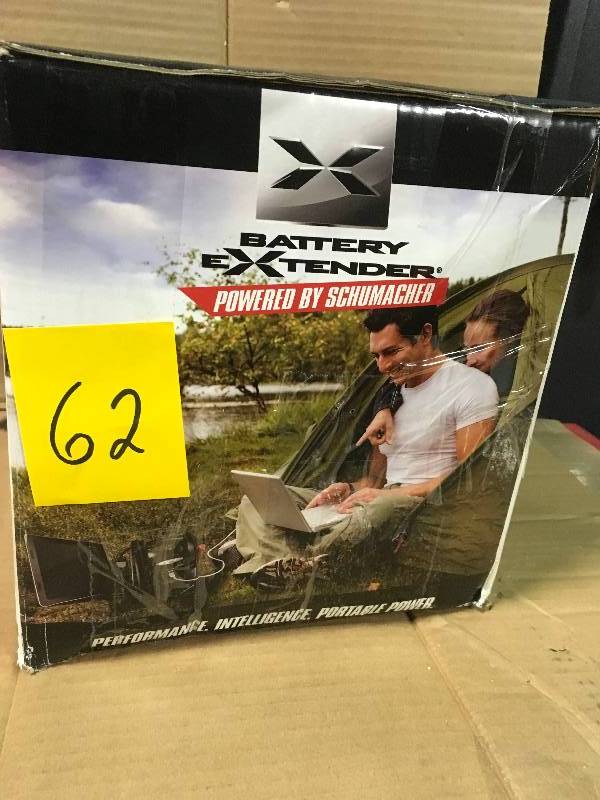 BATTERY
EXTENDER®
POWERED BY SCHUMACHER
62
PERFORMANCE. INTELLIGENCE. PORTABLE POWER.